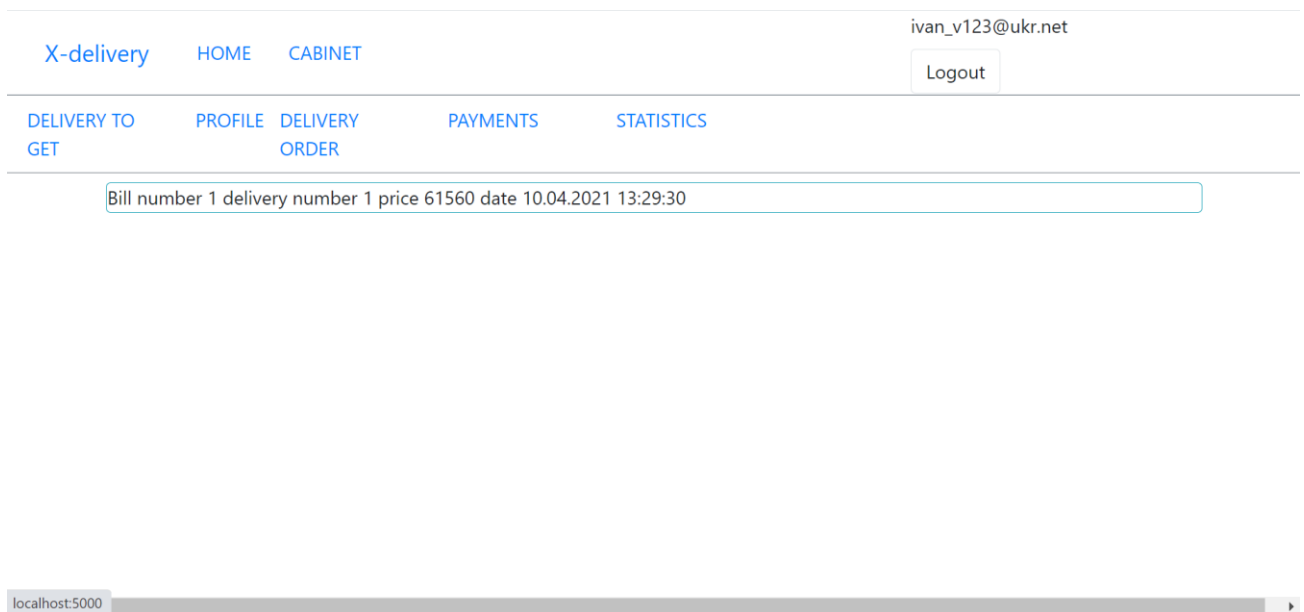 ivan_v123@ukr.net
X-delivery HOME CABINET
Logout
DELIVERY TO GET PROFILE DELIVERY ORDER PAYMENTS STATISTICS
Bill number 1 delivery number 1 price 61560 date 10.04.2021 13:29:30
localhost:5000